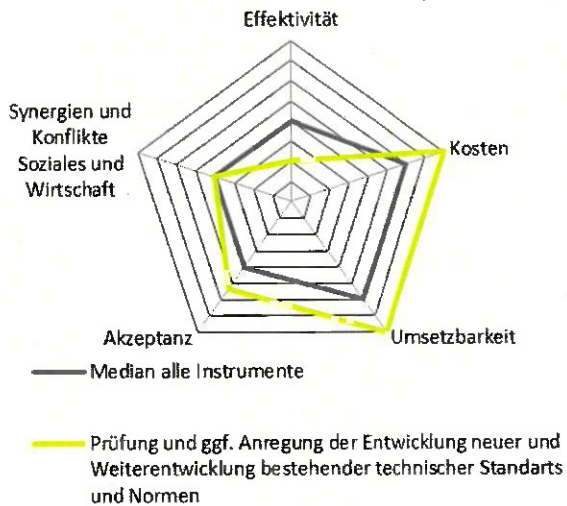 Effektivität
Synergien und
Konflikte
Soziales und
Wirtschaft
Kosten
Akzeptanz
Umsetzbarkeit
Median alle Instrumente
Prüfung und ggf. Anregung der Entwicklung neuer und
Weiterentwicklung bestehender technischer Standarts
und Normen